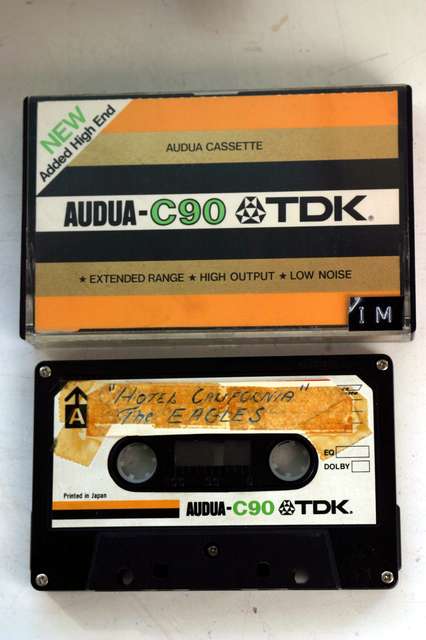 NEW
Added High End
AUDUA CASSETTE
AUDUA-C90 TDK®
★ EXTENDED RANGE ★ HIGH OUTPUT ★ LOW NOISE
I M
A
"HOTEL CALIFORNIA"
The EAGLES
EQ
DOLBY
Printed in Japan
AUDUA-C90 TDK.